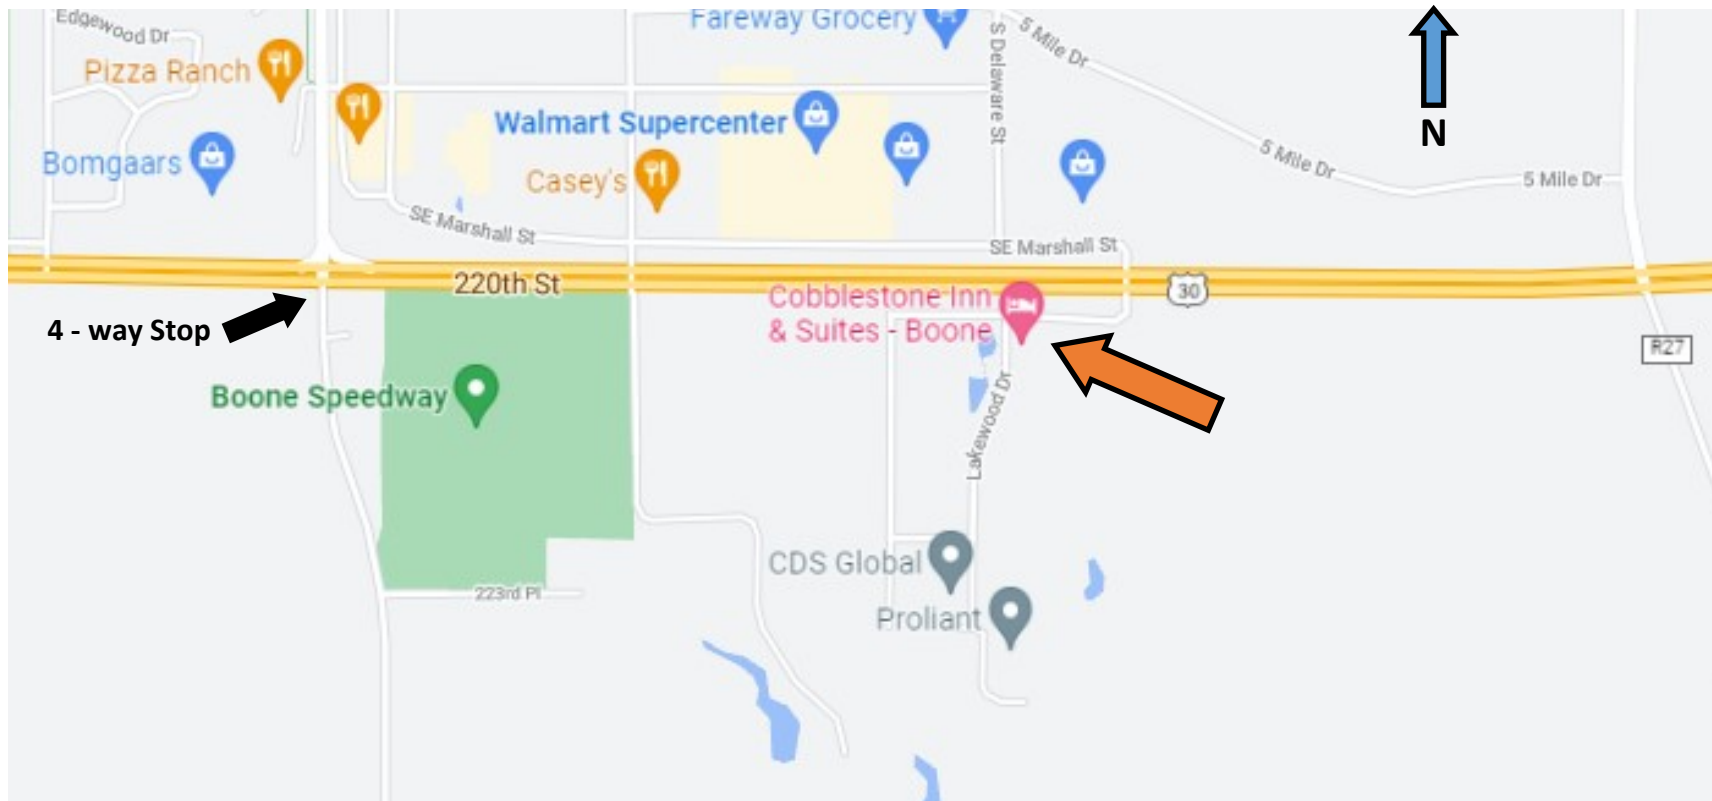 Edgewood Dr
Fareway Grocery
5 Mile Dr
Pizza Ranch
S Delaware St
Walmart Supercenter
N
Bomgaars
Casey's
5 Mile Dr
5 Mile Dr
SE Marshall St
SE Marshall St
220th St
30
Cobblestone Inn
& Suites - Boone
4 - way Stop
R27
Boone Speedway
Lakewood Dr
CDS Global
223rd Pl
Proliant